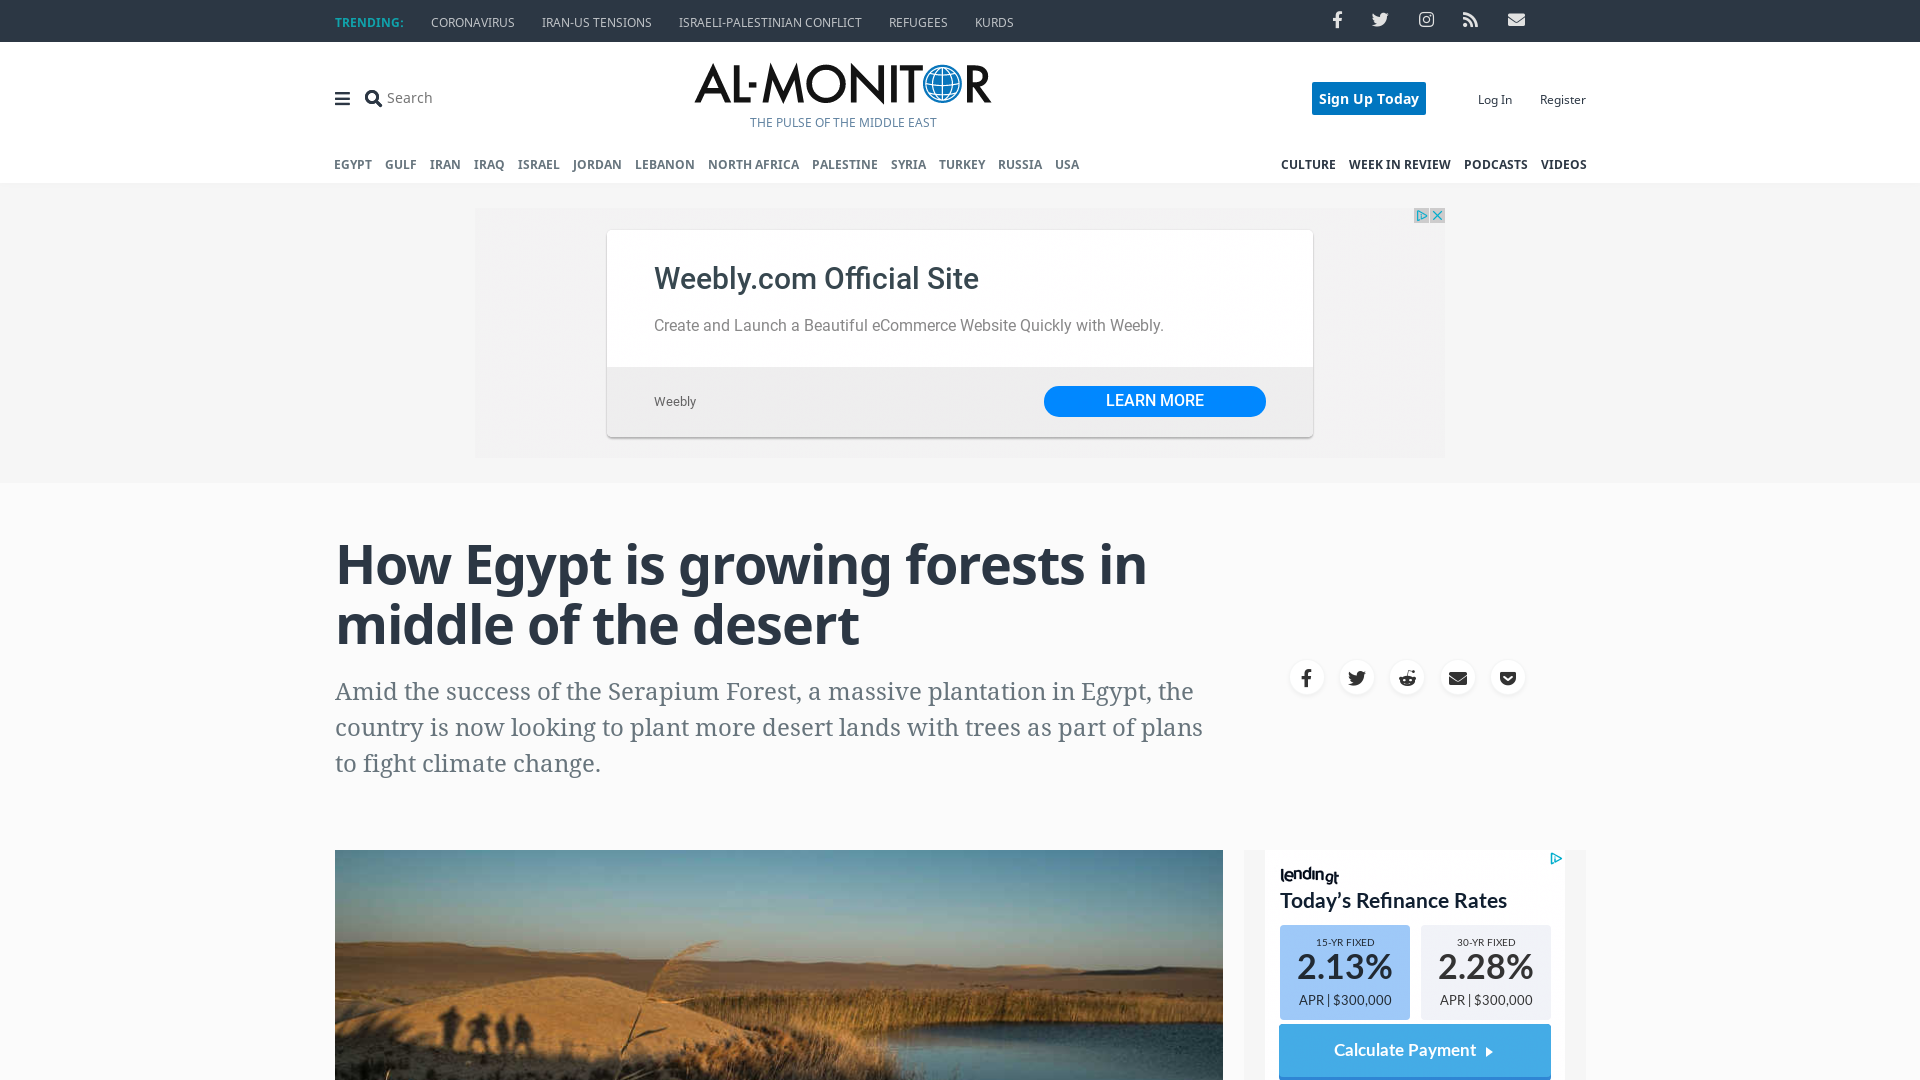 TRENDING: CORONAVIRUS IRAN-US TENSIONS ISRAELI-PALESTINIAN CONFLICT REFUGEES KURDS
Search
AL-MONITOR
THE PULSE OF THE MIDDLE EAST
Sign Up Today Log In Register
EGYPT GULF IRAN IRAQ ISRAEL JORDAN LEBANON NORTH AFRICA PALESTINE SYRIA TURKEY RUSSIA USA
CULTURE WEEK IN REVIEW PODCASTS VIDEOS
Weebly.com Official Site
Create and Launch a Beautiful eCommerce Website Quickly with Weebly.
Weebly LEARN MORE
How Egypt is growing forests in
middle of the desert
Amid the success of the Serapium Forest, a massive plantation in Egypt, the
country is now looking to plant more desert lands with trees as part of plans
to fight climate change.
lendingt
Today’s Refinance Rates
15-YR FIXED 30-YR FIXED
2.13% 2.28%
APR | $300,000 APR | $300,000
Calculate Payment